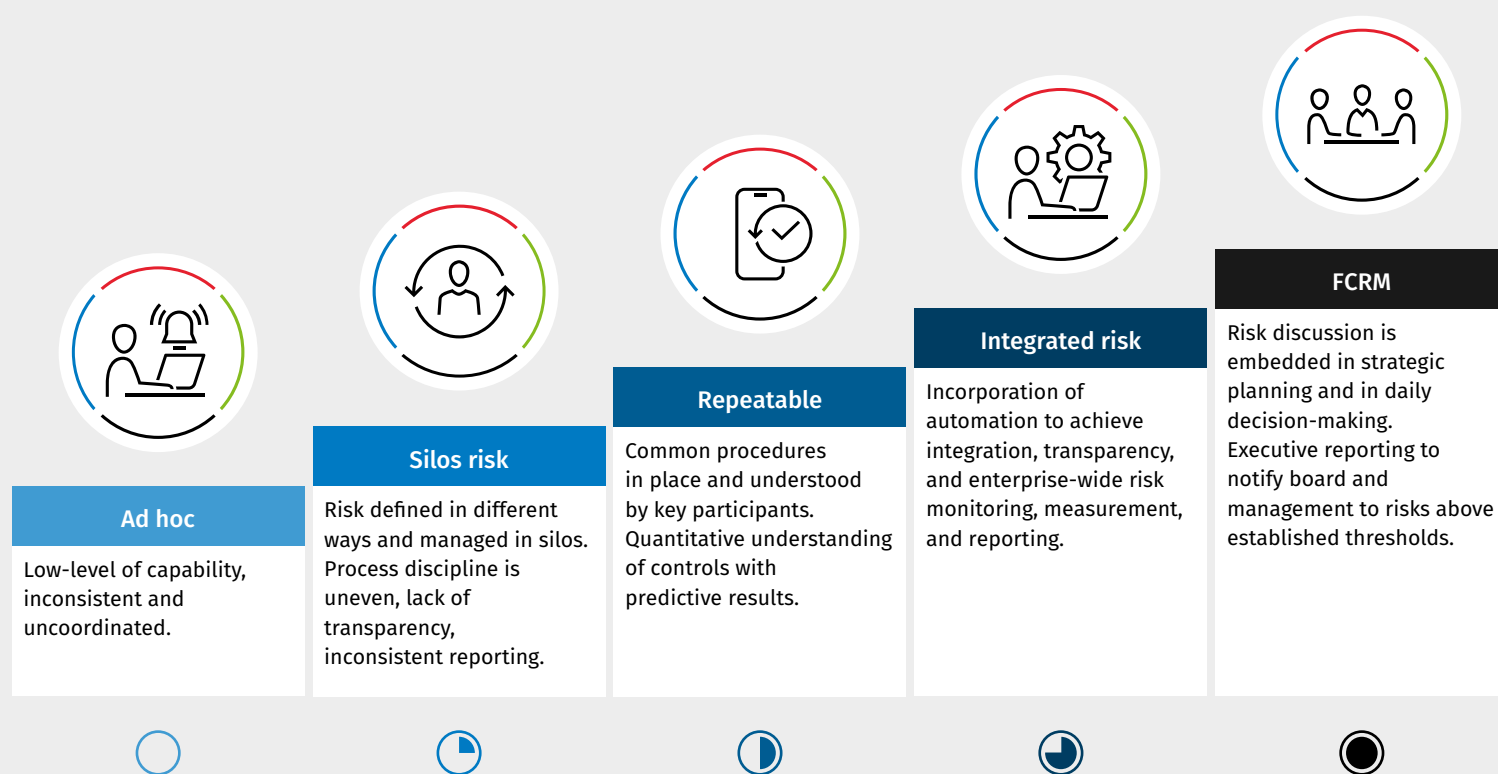 Ad hoc
Low-level of capability,
inconsistent and
uncoordinated.
Silos risk
Risk defined in different
ways and managed in silos.
Process discipline is
uneven, lack of
transparency,
inconsistent reporting.
Repeatable
Common procedures
in place and understood
by key participants.
Quantitative understanding
of controls with
predictive results.
Integrated risk
Incorporation of
automation to achieve
integration, transparency,
and enterprise-wide risk
monitoring, measurement,
and reporting.
FCRM
Risk discussion is
embedded in strategic
planning and in daily
decision-making.
Executive reporting to
notify board and
management to risks above
established thresholds.